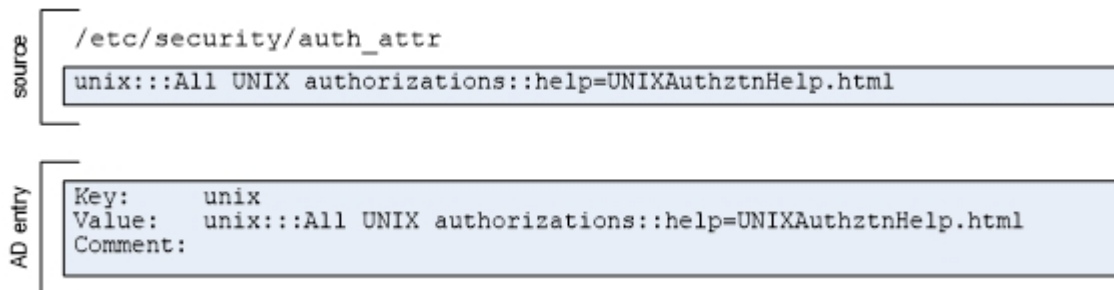 source
/etc/security/auth_attr
unix:::All UNIX authorizations::help=UNIXAuthztnHelp.html
AD entry
Key: unix
Value: unix:::All UNIX authorizations::help=UNIXAuthztnHelp.html
Comment: